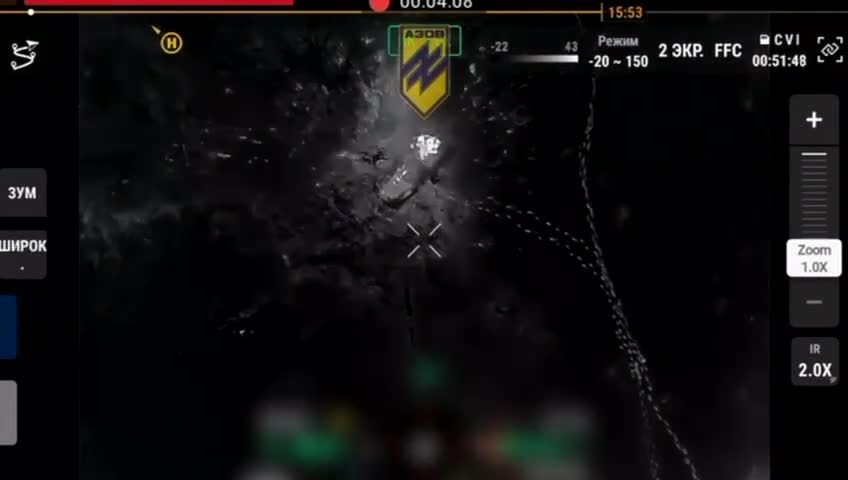 00:04:08
15:53
H
АЗОВ
-22 43
Режим
-20 ~ 150
2 ЭКР.
FFC
CVI
00:51:48
+
ЗУМ
ШИРОК
.
Zoom
1.0X
IR
2.0X